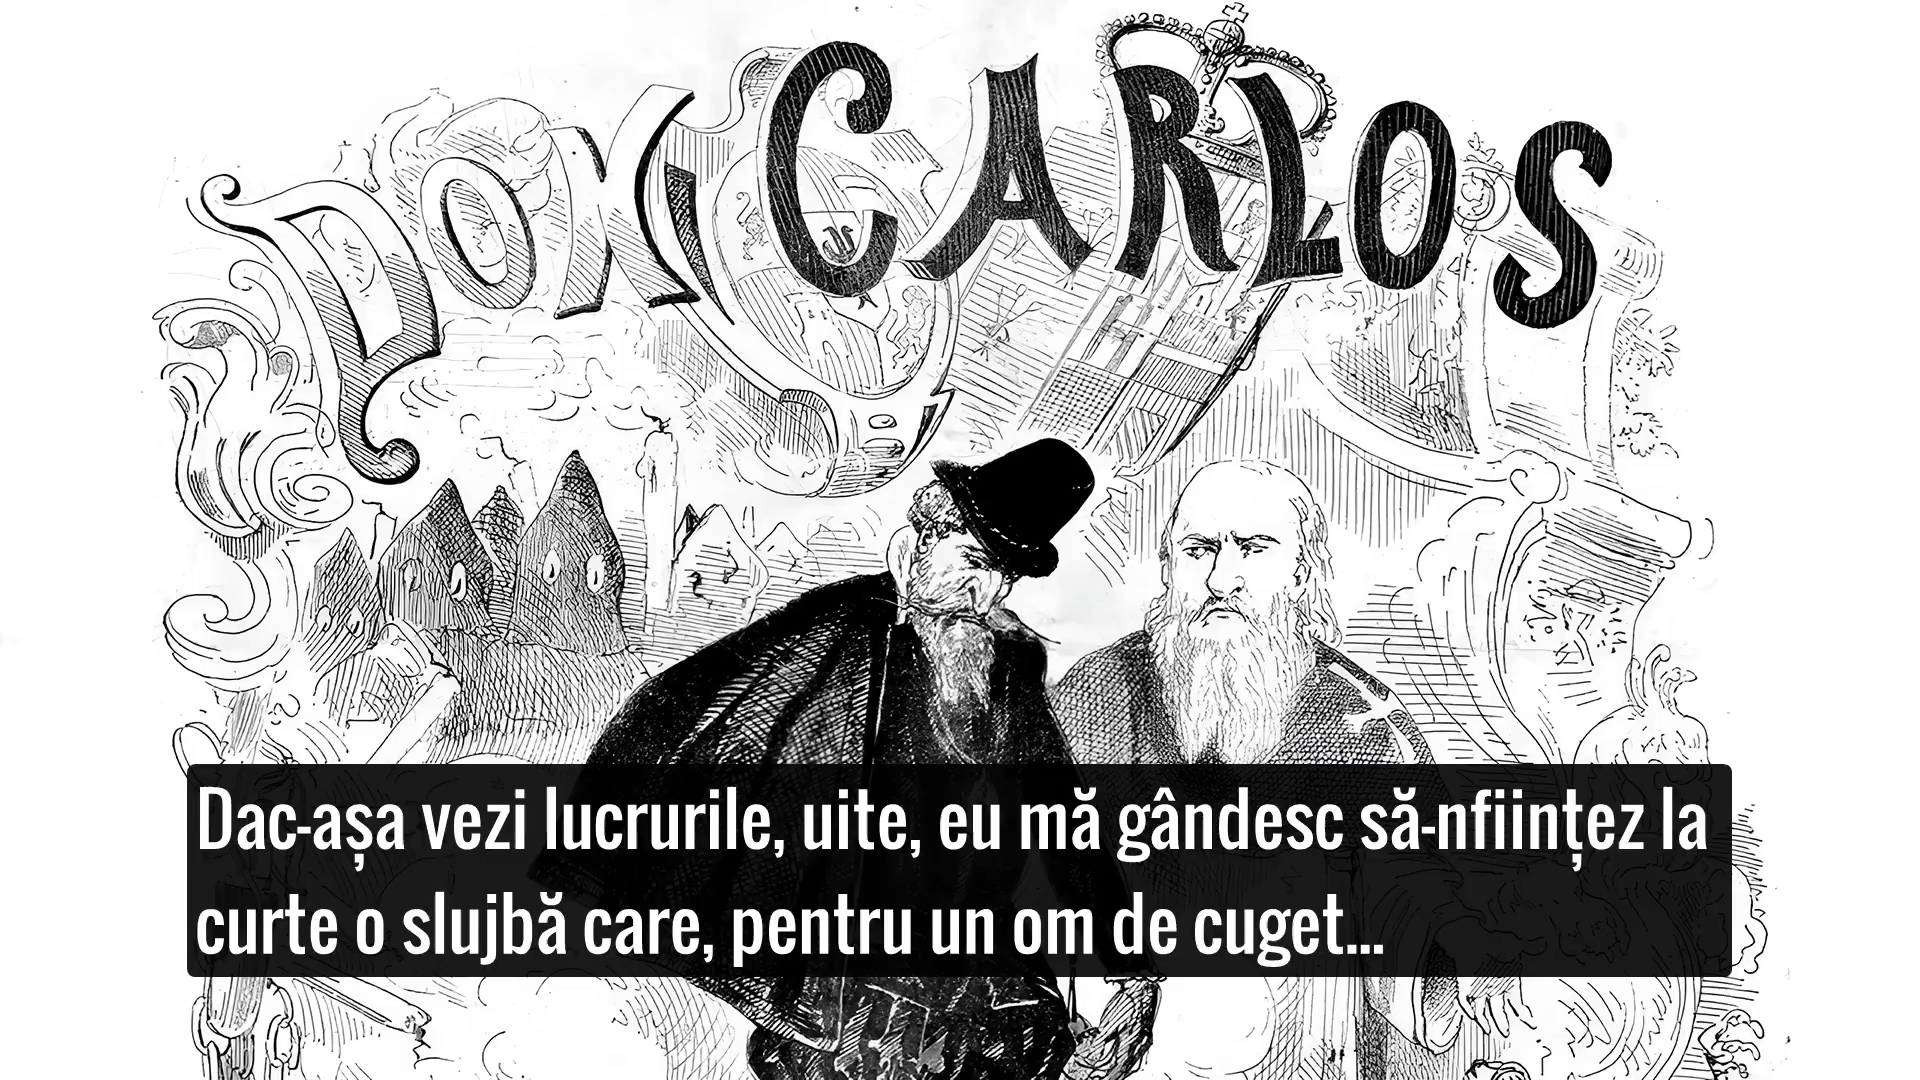 DON CARLOS
Dac-așa vezi lucrurile, uite, eu mă gândesc să-nființez la
curte o slujbă care, pentru un om de cuget...